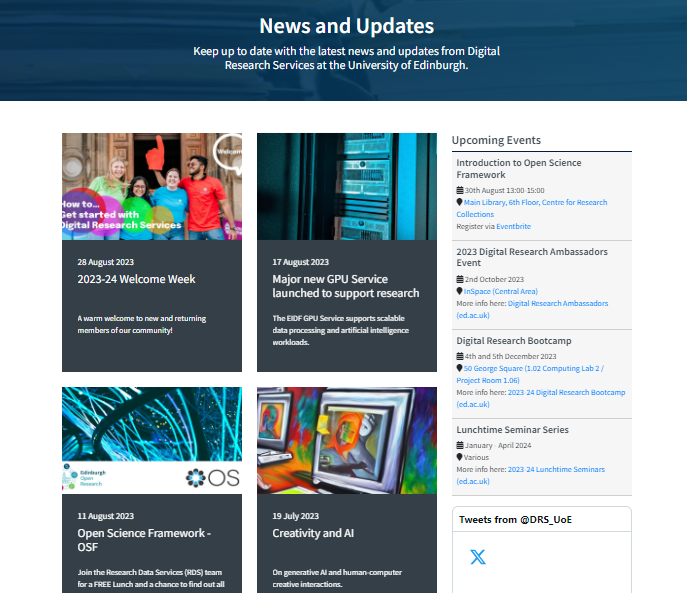 News and Updates
Keep up to date with the latest news and updates from Digital
Research Services at the University of Edinburgh.
Welcome
How to...
Get started with
Digital Research Services
28 August 2023
2023-24 Welcome Week
A warm welcome to new and returning
members of our community!
17 August 2023
Major new GPU Service
launched to support research
The EIDF GPU Service supports scalable
data processing and artificial intelligence
workloads.
Edinburgh
Open
Research
OS
11 August 2023
Open Science Framework -
OSF
Join the Research Data Services (RDS) team
for a FREE Lunch and a chance to find out all
19 July 2023
Creativity and AI
On generative AI and human-computer
creative interactions.
Upcoming Events
Introduction to Open Science
Framework
30th August 13:00-15:00
Main Library, 6th Floor, Centre for Research
Collections
Register via Eventbrite
2023 Digital Research Ambassadors
Event
2nd October 2023
InSpace (Central Area)
More info here: Digital Research Ambassadors
(ed.ac.uk)
Digital Research Bootcamp
4th and 5th December 2023
50 George Square (1.02 Computing Lab 2 /
Project Room 1.06)
More info here: 2023-24 Digital Research Bootcamp
(ed.ac.uk)
Lunchtime Seminar Series
January - April 2024
Various
More info here: 2023-24 Lunchtime Seminars
(ed.ac.uk)
Tweets from @DRS_UoE